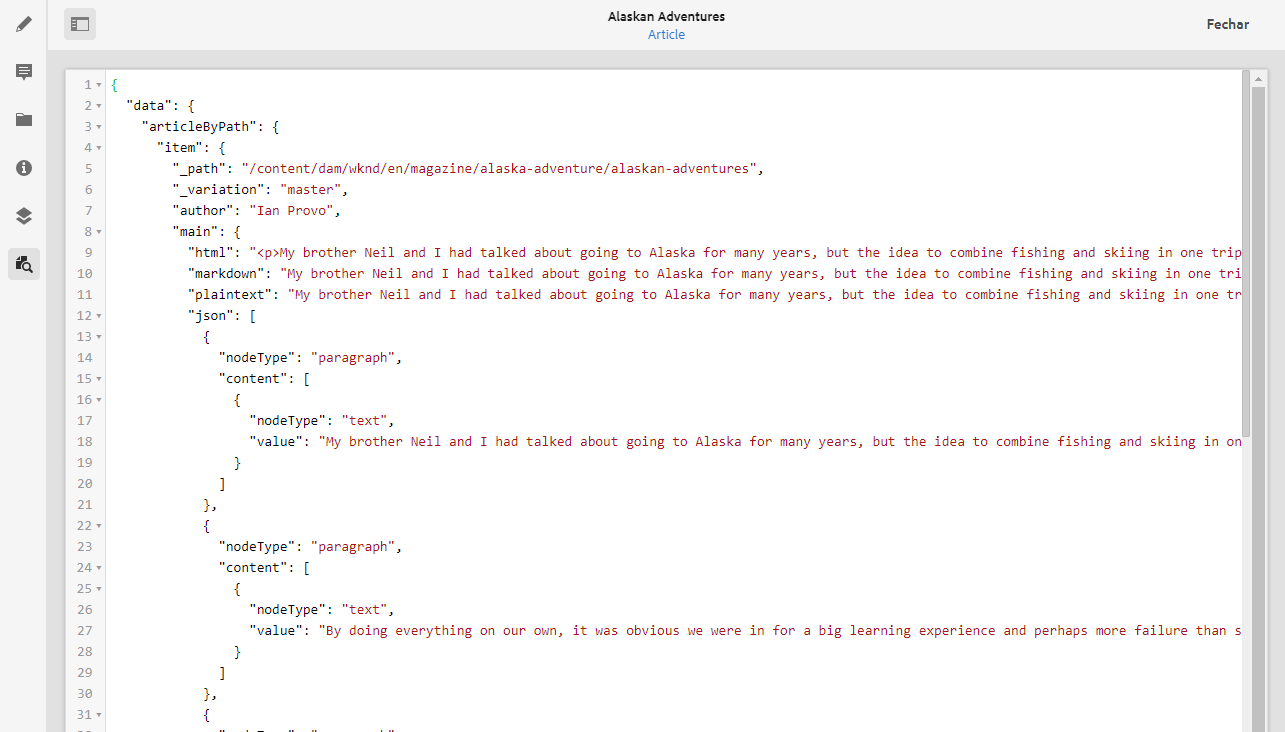 Alaskan Adventures
Article
Fechar
1 {
2 "data": {
3 "articleByPath": {
4 "item": {
5 "_path": "/content/dam/wknd/en/magazine/alaska-adventure/alaskan-adventures",
6 "_variation": "master",
7 "author": "Ian Provo",
8 "main": {
9 "html": "<p>My brother Neil and I had talked about going to Alaska for many years, but the idea to combine fishing and skiing in one trip
10 "markdown": "My brother Neil and I had talked about going to Alaska for many years, but the idea to combine fishing and skiing in one tri
11 "plaintext": "My brother Neil and I had talked about going to Alaska for many years, but the idea to combine fishing and skiing in one tr
12 "json": [
13 {
14 "nodeType": "paragraph",
15 "content": [
16 {
17 "nodeType": "text",
18 "value": "My brother Neil and I had talked about going to Alaska for many years, but the idea to combine fishing and skiing in on
19 }
20 ]
21 },
22 {
23 "nodeType": "paragraph",
24 "content": [
25 {
26 "nodeType": "text",
27 "value": "By doing everything on our own, it was obvious we were in for a big learning experience and perhaps more failure than s
28 }
29 ]
30 },
31 {